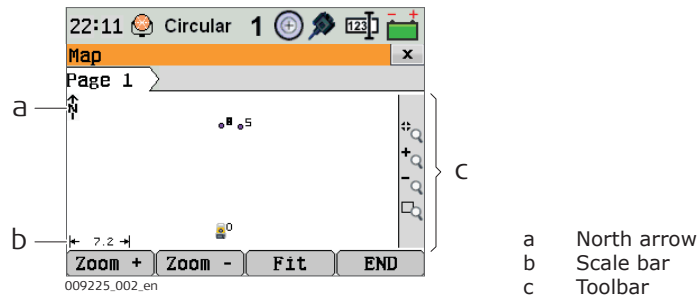 22:11 Circular 1 123
Map x
Page 1
a N
5
c
0
b 7.2
Zoom + Zoom - Fit END
009225_002_en
a North arrow
b Scale bar
c Toolbar